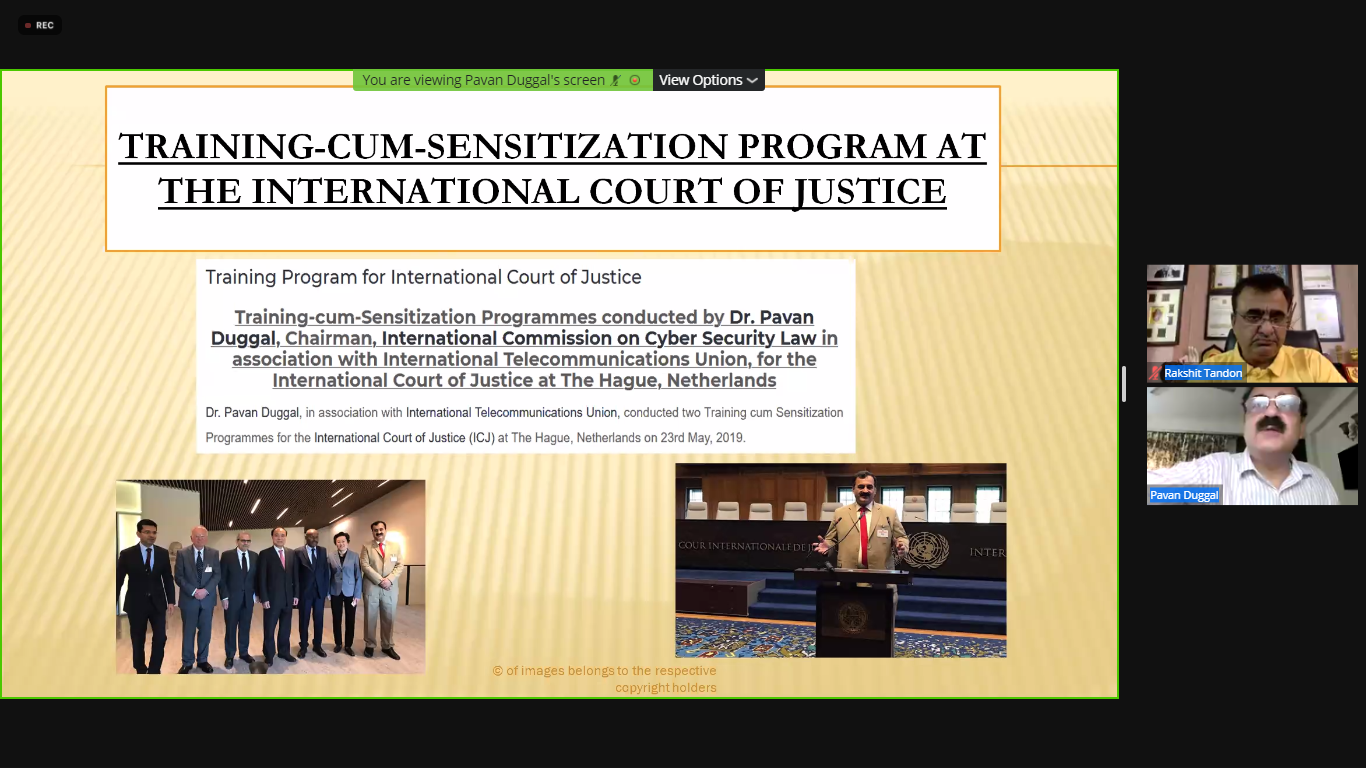 REC
You are viewing Pavan Duggal's screen
View Options
TRAINING-CUM-SENSITIZATION PROGRAM AT
THE INTERNATIONAL COURT OF JUSTICE
Training Program for International Court of Justice
Training-cum-Sensitization Programmes conducted by Dr. Pavan
Duggal, Chairman, International Commission on Cyber Security Law in
association with International Telecommunications Union, for the
International Court of Justice at The Hague, Netherlands
Dr. Pavan Duggal, in association with International Telecommunications Union, conducted two Training cum Sensitization
Programmes for the International Court of Justice (ICJ) at The Hague, Netherlands on 23rd May, 2019.
COUR INTERNATIONALE DE
INTER
© of images belongs to the respective
copyright holders
Rakshit Tandon
Pavan Duggal